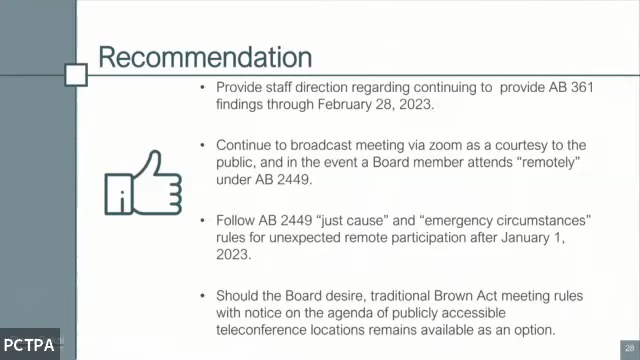 Recommendation
• Provide staff direction regarding continuing to provide AB 361
findings through February 28, 2023.
• Continue to broadcast meeting via zoom as a courtesy to the
public, and in the event a Board member attends “remotely”
under AB 2449.
• Follow AB 2449 “just cause” and “emergency circumstances”
rules for unexpected remote participation after January 1,
2023.
• Should the Board desire, traditional Brown Act meeting rules
with notice on the agenda of publicly accessible
teleconference locations remains available as an option.
PCTPA
28